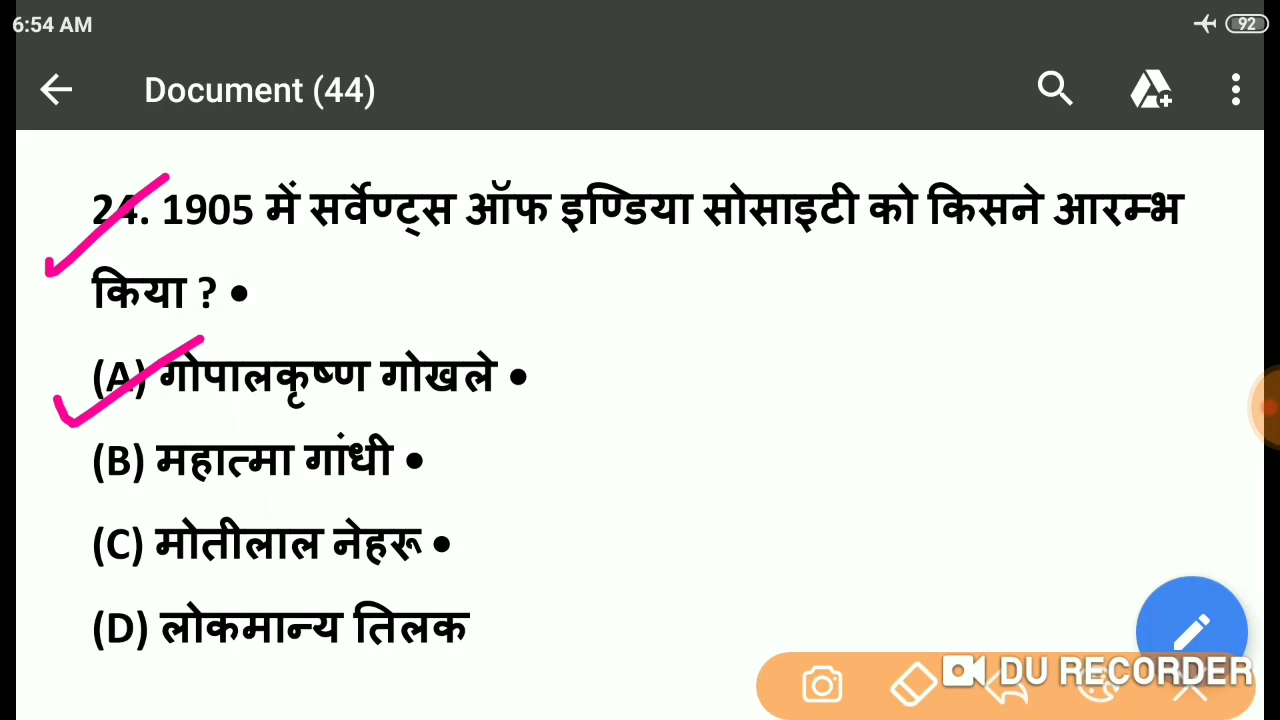 6:54 AM
92
Document (44)
24. 1905 में सर्वेण्ट्स ऑफ इण्डिया सोसाइटी को किसने आरम्भ
किया ? •
(A) गोपालकृष्ण गोखले •
(B) महात्मा गांधी •
(C) मोतीलाल नेहरू •
(D) लोकमान्य तिलक
DU RECORDER